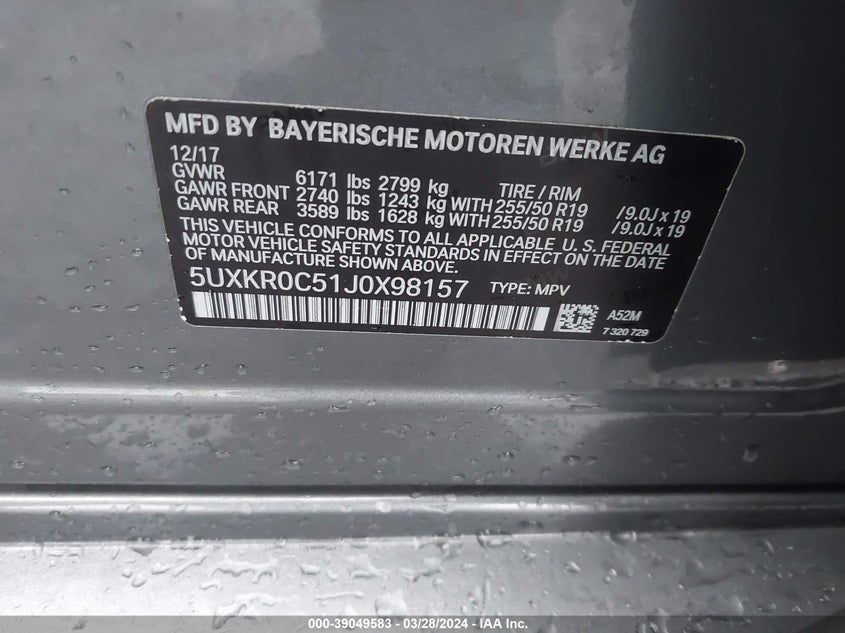 MFD BY BAYERISCHE MOTOREN WERKE AG
12/17
GVWR 6171 lbs 2799 kg TIRE / RIM
GAWR FRONT 2740 lbs 1243 kg WITH 255/50 R19 /9.0J x 19
GAWR REAR 3589 lbs 1628 kg WITH 255/50 R19 /9.0J x 19
THIS VEHICLE CONFORMS TO ALL APPLICABLE U. S. FEDERAL
MOTOR VEHICLE SAFETY STANDARDS IN EFFECT ON THE DATE
OF MANUFACTURE SHOWN ABOVE.
5UXKR0C51J0X98157 TYPE: MPV
A52M
7 320 729
000-39049583 - 03/28/2024 - IAA Inc.